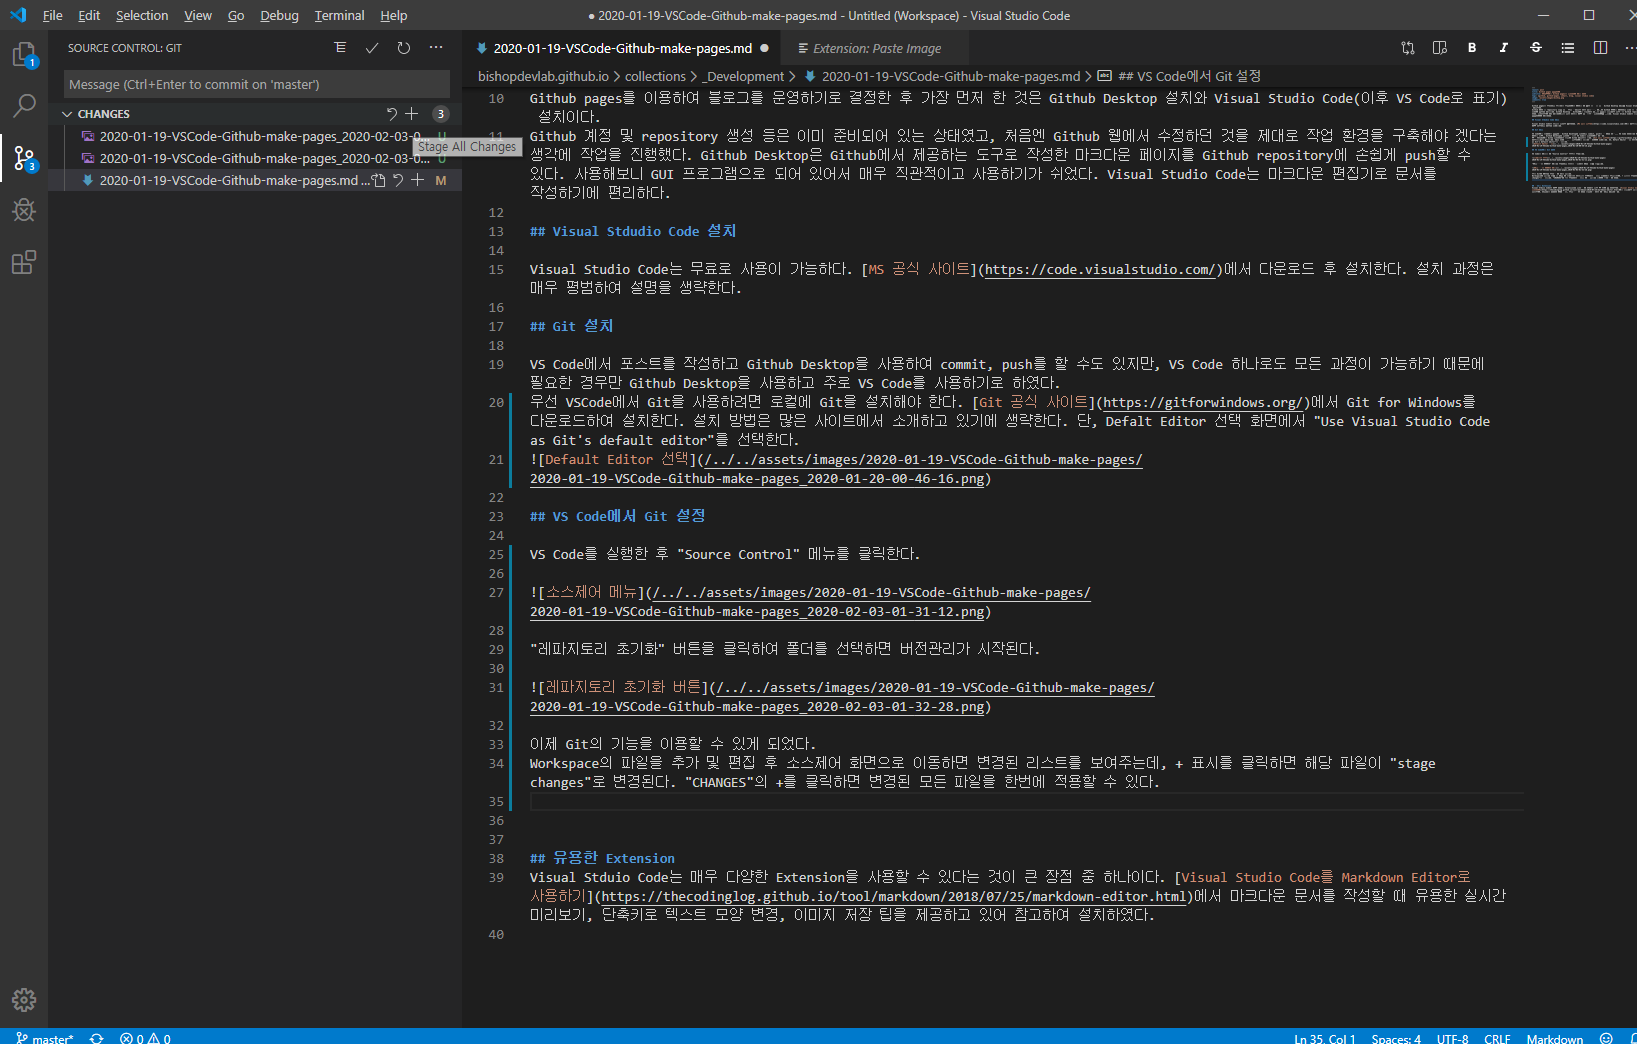 File Edit Selection View Go Debug Terminal Help
● 2020-01-19-VSCode-Github-make-pages.md - Untitled (Workspace) - Visual Studio Code
SOURCE CONTROL: GIT
2020-01-19-VSCode-Github-make-pages.md ●
Extension: Paste Image
B I S
1
bishopdevlab.github.io > collections > _Development > 2020-01-19-VSCode-Github-make-pages.md > ## VS Code에서 Git 설정
Message (Ctrl+Enter to commit on 'master')
CHANGES 3
2020-01-19-VSCode-Github-make-pages_2020-02-03-0... U
Stage All Changes
2020-01-19-VSCode-Github-make-pages_2020-02-03-0... U
3
2020-01-19-VSCode-Github-make-pages.md ... M
10 Github pages를 이용하여 블로그를 운영하기로 결정한 후 가장 먼저 한 것은 Github Desktop 설치와 Visual Studio Code(이후 VS Code로 표기)
설치이다.
11 Github 계정 및 repository 생성 등은 이미 준비되어 있는 상태였고, 처음엔 Github 웹에서 수정하던 것을 제대로 작업 환경을 구축해야 겠다는
생각에 작업을 진행했다. Github Desktop은 Github에서 제공하는 도구로 작성한 마크다운 페이지를 Github repository에 손쉽게 push할 수
있다. 사용해보니 GUI 프로그램으로 되어 있어서 매우 직관적이고 사용하기가 쉬었다. Visual Studio Code는 마크다운 편집기로 문서를
작성하기에 편리하다.
12
13 ## Visual Stdudio Code 설치
14
15 Visual Studio Code는 무료로 사용이 가능하다. [MS 공식 사이트](https://code.visualstudio.com/)에서 다운로드 후 설치한다. 설치 과정은
매우 평범하여 설명을 생략한다.
16
17 ## Git 설치
18
19 VS Code에서 포스트를 작성하고 Github Desktop을 사용하여 commit, push를 할 수도 있지만, VS Code 하나로도 모든 과정이 가능하기 때문에
필요한 경우만 Github Desktop을 사용하고 주로 VS Code를 사용하기로 하였다.
20 우선 VSCode에서 Git을 사용하려면 로컬에 Git을 설치해야 한다. [Git 공식 사이트](https://gitforwindows.org/)에서 Git for Windows를
다운로드하여 설치한다. 설치 방법은 많은 사이트에서 소개하고 있기에 생략한다. 단, Defalt Editor 선택 화면에서 "Use Visual Studio Code
as Git's default editor"를 선택한다.
21 ![Default Editor 선택](/../../assets/images/2020-01-19-VSCode-Github-make-pages/
2020-01-19-VSCode-Github-make-pages_2020-01-20-00-46-16.png)
22
23 ## VS Code에서 Git 설정
24
25 VS Code를 실행한 후 "Source Control" 메뉴를 클릭한다.
26
27 ![소스제어 메뉴](/../../assets/images/2020-01-19-VSCode-Github-make-pages/
2020-01-19-VSCode-Github-make-pages_2020-02-03-01-31-12.png)
28
29 "레파지토리 초기화" 버튼을 클릭하여 폴더를 선택하면 버전관리가 시작된다.
30
31 ![레파지토리 초기화 버튼](/../../assets/images/2020-01-19-VSCode-Github-make-pages/
2020-01-19-VSCode-Github-make-pages_2020-02-03-01-32-28.png)
32
33 이제 Git의 기능을 이용할 수 있게 되었다.
34 Workspace의 파일을 추가 및 편집 후 소스제어 화면으로 이동하면 변경된 리스트를 보여주는데, + 표시를 클릭하면 해당 파일이 "stage
changes"로 변경된다. "CHANGES"의 +를 클릭하면 변경된 모든 파일을 한번에 적용할 수 있다.
35
36
37
38 ## 유용한 Extension
39 Visual Stduio Code는 매우 다양한 Extension을 사용할 수 있다는 것이 큰 장점 중 하나이다. [Visual Studio Code를 Markdown Editor로
사용하기](https://thecodinglog.github.io/tool/markdown/2018/07/25/markdown-editor.html)에서 마크다운 문서를 작성할 때 유용한 실시간
미리보기, 단축키로 텍스트 모양 변경, 이미지 저장 팁을 제공하고 있어 참고하여 설치하였다.
40
master* 0 0
Ln 35, Col 1 Spaces: 4 UTF-8 CRLF Markdown